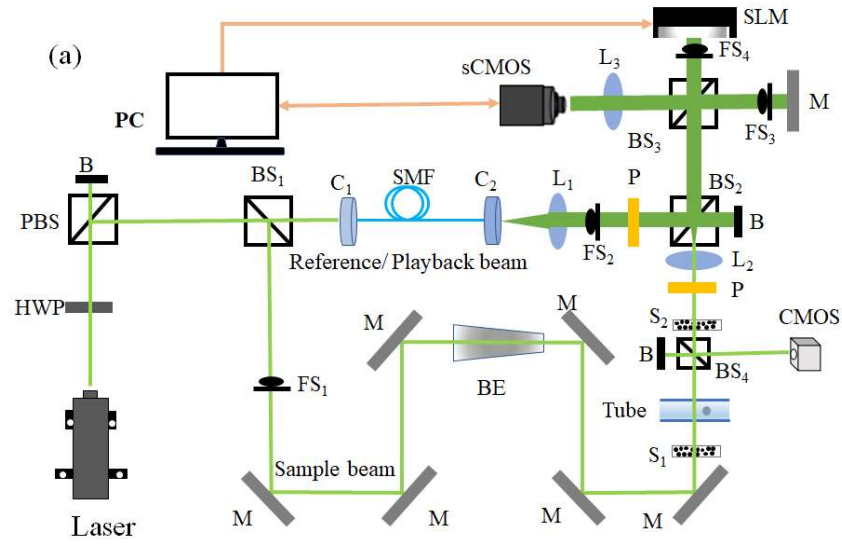 (a)
SLM
FS4
L3
sCMOS
M
PC
BS3
FS3
B
BS1
C1
SMF
C2
L1
P
BS2
PBS
B
FS2
Reference/ Playback beam
L2
P
HWP
M
M
S2
CMOS
B
BS4
BE
FS1
Tube
Sample beam
S1
M
M
M
M
Laser